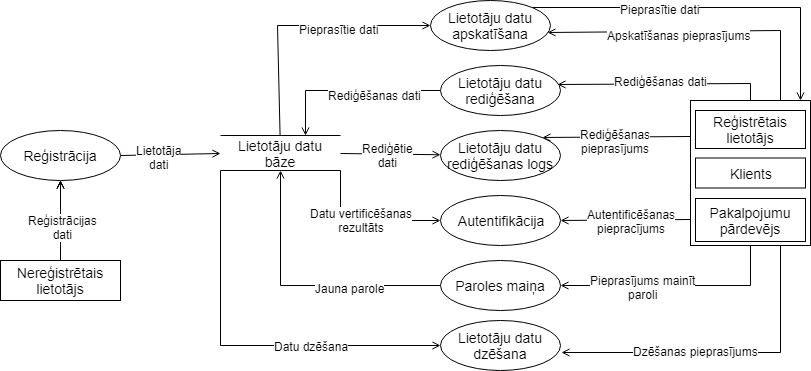 Lietotāju datu
apskatīšana
Pieprasītie dati
Pieprasītie dati
Apskatīšanas pieprasījums
Lietotāju datu
rediģēšana
Rediģēšanas dati
Rediģēšanas dati
Reģistrētais
lietotājs
Reģistrācija
Lietotāja
dati
Lietotāju datu
bāze
Rediģētie
dati
Lietotāju datu
rediģēšanas logs
Rediģēšanas
pieprasījums
Klients
Reģistrācijas
dati
Datu vertificēšanas
rezultāts
Autentifikācija
Autentificēšanas
piepracījums
Pakalpojumu
pārdevējs
Nereģistrētais
lietotājs
Jauna parole
Paroles maiņa
Pieprasījums mainīt
paroli
Datu dzēšana
Lietotāju datu
dzēšana
Dzēšanas pieprasījums